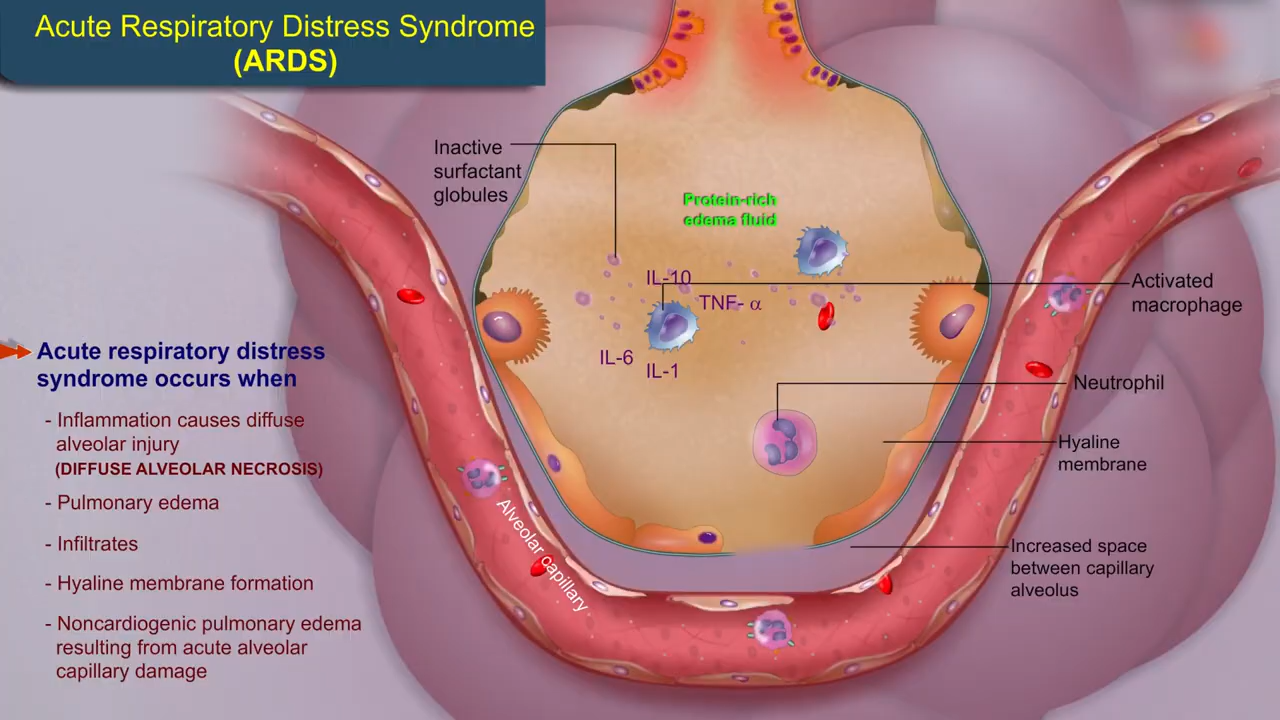 Acute Respiratory Distress Syndrome
(ARDS)
Inactive
surfactant
globules
Protein-rich
edema fluid
IL-10
TNF- α
IL-6
IL-1
Activated
macrophage
Neutrophil
Hyaline
membrane
Increased space
between capillary
alveolus
Alveolar capillary
Acute respiratory distress
syndrome occurs when
- Inflammation causes diffuse
alveolar injury
(DIFFUSE ALVEOLAR NECROSIS)
- Pulmonary edema
- Infiltrates
- Hyaline membrane formation
- Noncardiogenic pulmonary edema
resulting from acute alveolar
capillary damage